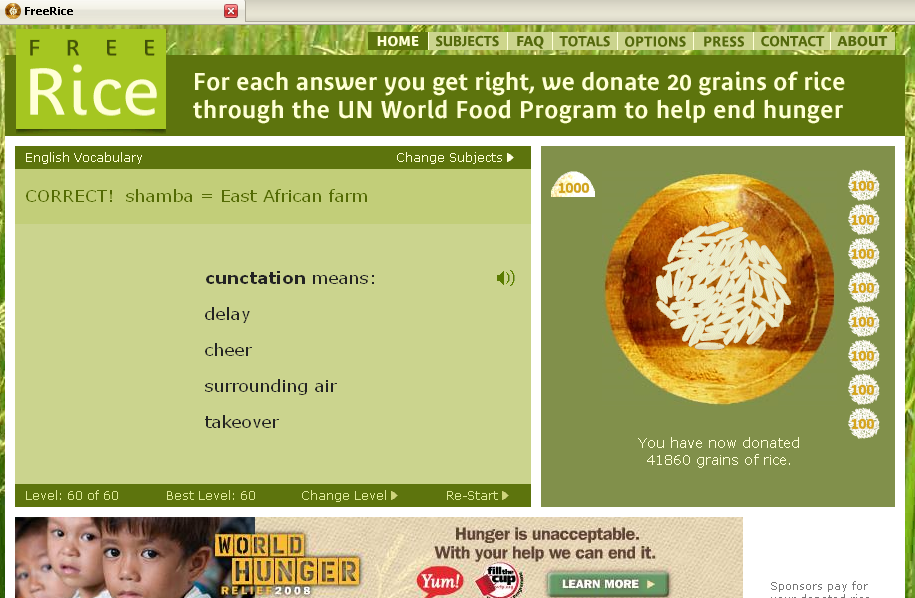 FreeRice
FREE
Rice
HOME SUBJECTS FAQ TOTALS OPTIONS PRESS CONTACT ABOUT
For each answer you get right, we donate 20 grains of rice
through the UN World Food Program to help end hunger
English Vocabulary
Change Subjects
CORRECT! shamba = East African farm
cunctation means:
delay
cheer
surrounding air
takeover
Level: 60 of 60
Best Level: 60
Change Level
Re-Start
1000
100
100
100
100
100
100
100
100
You have now donated
41860 grains of rice.
WORLD
HUNGER
RELIEF 2008
Hunger is unacceptable.
With your help we can end it.
Yum!
fill the
cup
LEARN MORE
Sponsors pay for
your donated rice